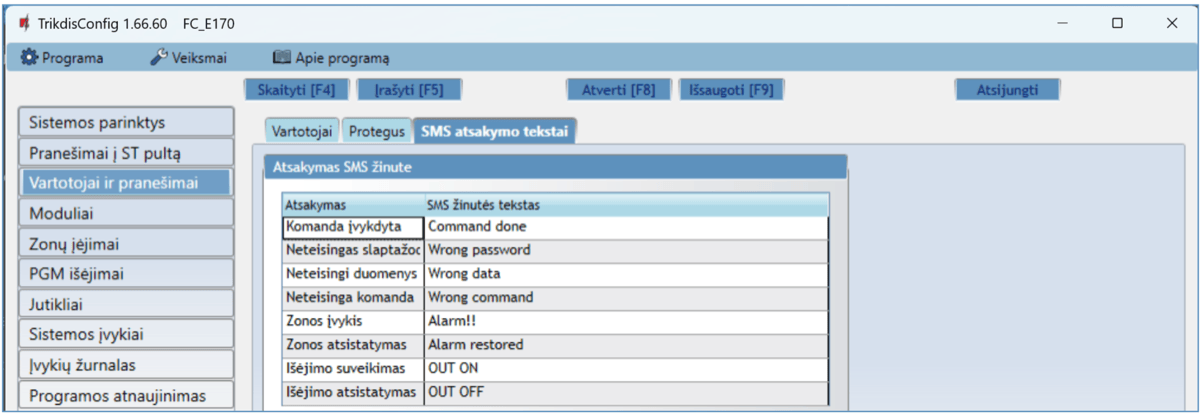 TrikdisConfig 1.66.60 FC_E170
Programa Veiksmai Apie programą
Skaityti [F4] Įrašyti [F5] Atverti [F8] Išsaugoti [F9] Atsijungti
Sistemos parinktys
Pranešimai į ST pultą
Vartotojai ir pranešimai
Moduliai
Zonų įėjimai
PGM išėjimai
Jutikliai
Sistemos įvykiai
Įvykių žurnalas
Programos atnaujinimas
Vartotojai Protegus SMS atsakymo tekstai
Atsakymas SMS žinute
Atsakymas SMS žinutės tekstas
Komanda įvykdyta Command done
Neteisingas slaptažod Wrong password
Neteisingi duomenys Wrong data
Neteisinga komanda Wrong command
Zonos įvykis Alarm!!
Zonos atsistatymas Alarm restored
Išėjimo suveikimas OUT ON
Išėjimo atsistatymas OUT OFF